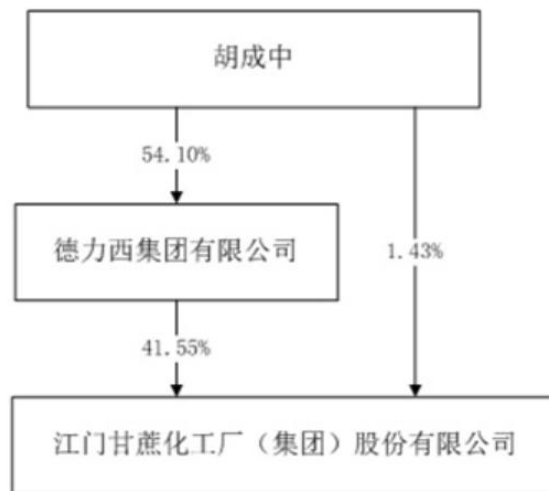 胡成中
54.10%
德力西集团有限公司
1.43%
41.55%
江门甘蔗化工厂（集团）股份有限公司